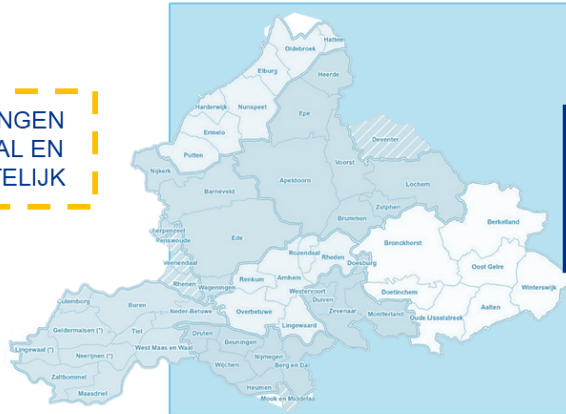 NGEN
AL EN
TELIJK
Hattem
Oldebroek
Elburg
Heerde
Harderwijk
Nunspeet
Epe
Ermelo
Putten
Deventer
Nijkerk
Voorst
Apeldoorn
Lochem
Barneveld
Zutphen
Brummen
Berkelland
Scherpenzeel
Renswoude
Ede
Bronckhorst
Rozendaal
Rheden
Doesburg
Oost Gelre
Veenendaal
Rhenen
Wageningen
Renkum
Arnhem
Winterswijk
Westervoort
Duiven
Doetinchem
Culemborg
Buren
Neder-Betuwe
Overbetuwe
Zevenaar
Montferland
Oude IJsselstreek
Aalten
Lingewaard
Geldermalsen (*)
Tiel
Druten
Beuningen
Lingewaal (*)
Neerijnen (*)
West Maas en Waal
Nijmegen
Wijchen
Berg en Dal
Zaltbommel
Heumen
Maasdriel
Mook en Middelaar